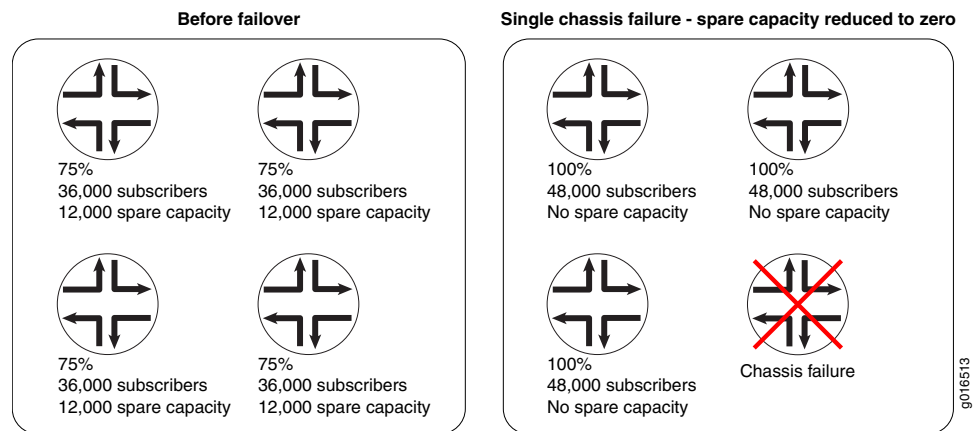 Before failover
Single chassis failure - spare capacity reduced to zero
75%
36,000 subscribers
12,000 spare capacity
75%
36,000 subscribers
12,000 spare capacity
75%
36,000 subscribers
12,000 spare capacity
75%
36,000 subscribers
12,000 spare capacity
100%
48,000 subscribers
No spare capacity
100%
48,000 subscribers
No spare capacity
100%
48,000 subscribers
No spare capacity
Chassis failure
g016513